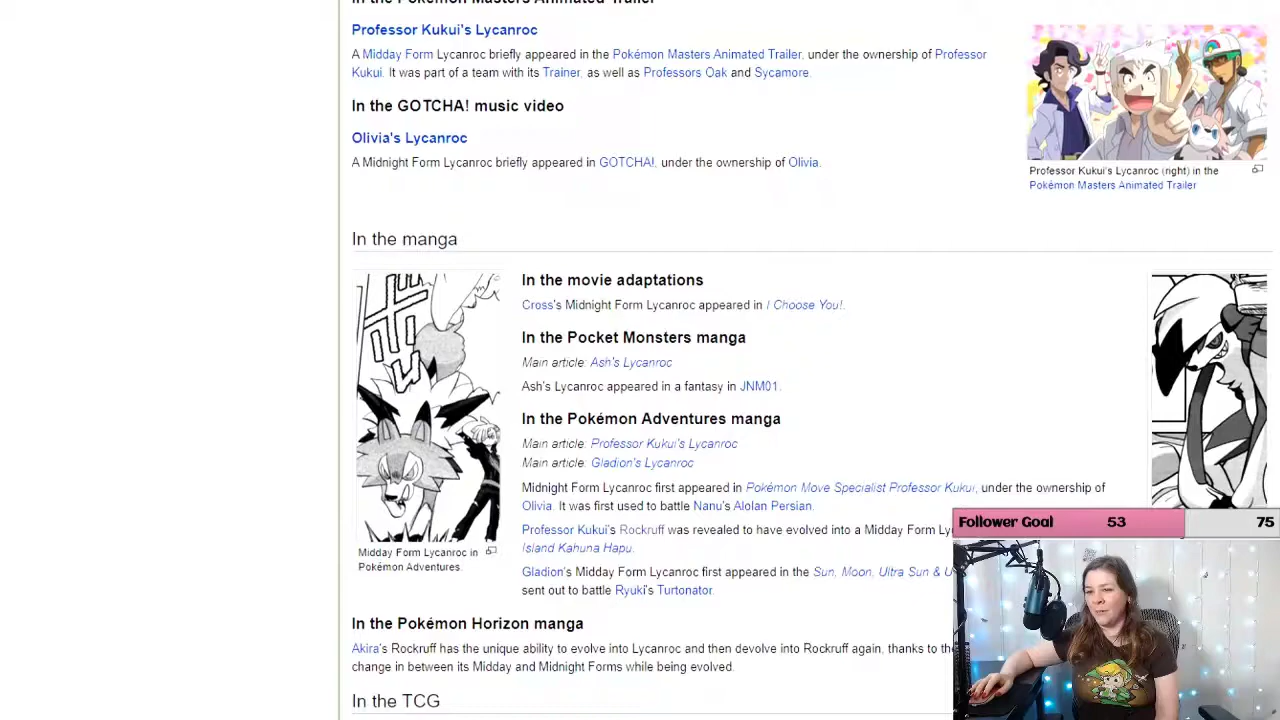 In the Pokémon Masters Animated Trailer
Professor Kukui's Lycanroc
A Midday Form Lycanroc briefly appeared in the Pokémon Masters Animated Trailer, under the ownership of Professor
Kukui. It was part of a team with its Trainer, as well as Professors Oak and Sycamore.
In the GOTCHA! music video
Olivia's Lycanroc
A Midnight Form Lycanroc briefly appeared in GOTCHA!, under the ownership of Olivia.
Professor Kukui's Lycanroc (right) in the
Pokémon Masters Animated Trailer
In the manga
In the movie adaptations
Cross's Midnight Form Lycanroc appeared in I Choose You!.
In the Pocket Monsters manga
Main article: Ash's Lycanroc
Ash's Lycanroc appeared in a fantasy in JNM01.
In the Pokémon Adventures manga
Main article: Professor Kukui's Lycanroc
Main article: Gladion's Lycanroc
Midnight Form Lycanroc first appeared in Pokémon Move Specialist Professor Kukui, under the ownership of
Olivia. It was first used to battle Nanu's Alolan Persian.
Professor Kukui's Rockruff was revealed to have evolved into a Midday Form Ly
Island Kahuna Hapu.
Gladion's Midday Form Lycanroc first appeared in the Sun, Moon, Ultra Sun & U
sent out to battle Ryuki's Turtonator.
Midday Form Lycanroc in
Pokémon Adventures
In the Pokémon Horizon manga
Akira's Rockruff has the unique ability to evolve into Lycanroc and then devolve into Rockruff again, thanks to the
change in between its Midday and Midnight Forms while being evolved.
In the TCG
Follower Goal 53 75